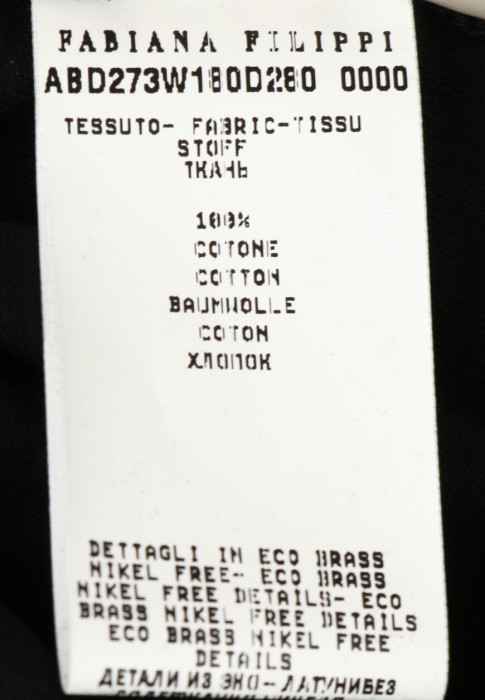 FABIANA FILIPPI
ABD273W180D280 0000
TESSUTO- FABRIC-TISSU
STOFF
ТКАНЬ
100%
COTONE
COTTON
BAUMWOLLE
COTON
ХЛОПОК
DETTAGLI IN ECO BRASS
NIKEL FREE- ECO BRASS
NIKEL FREE DETAILS- ECO
BRASS NIKEL FREE DETAILS
ECO BRASS NIKEL FREE
DETAILS
ДЕТАЛИ ИЗ ЭКО - ЛАТУНИБЕЗ